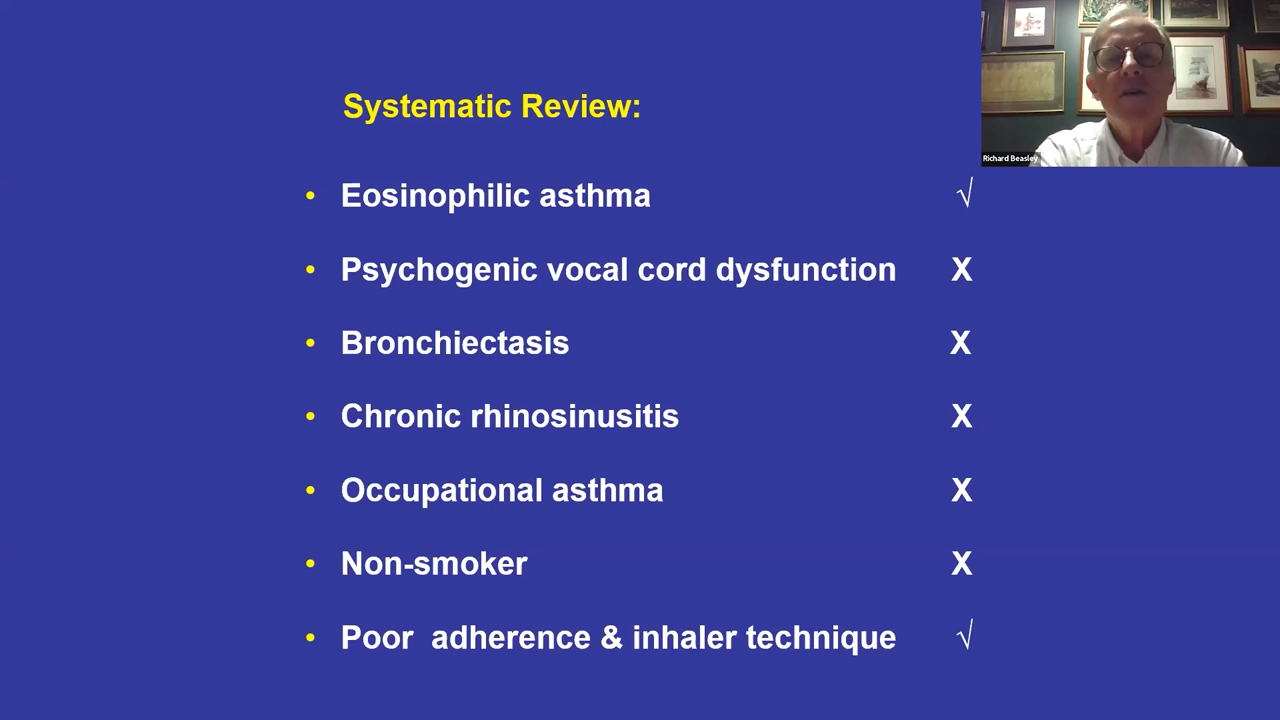 Systematic Review:
Richard Beasley
• Eosinophilic asthma √
• Psychogenic vocal cord dysfunction X
• Bronchiectasis X
• Chronic rhinosinusitis X
• Occupational asthma X
• Non-smoker X
• Poor  adherence & inhaler technique √